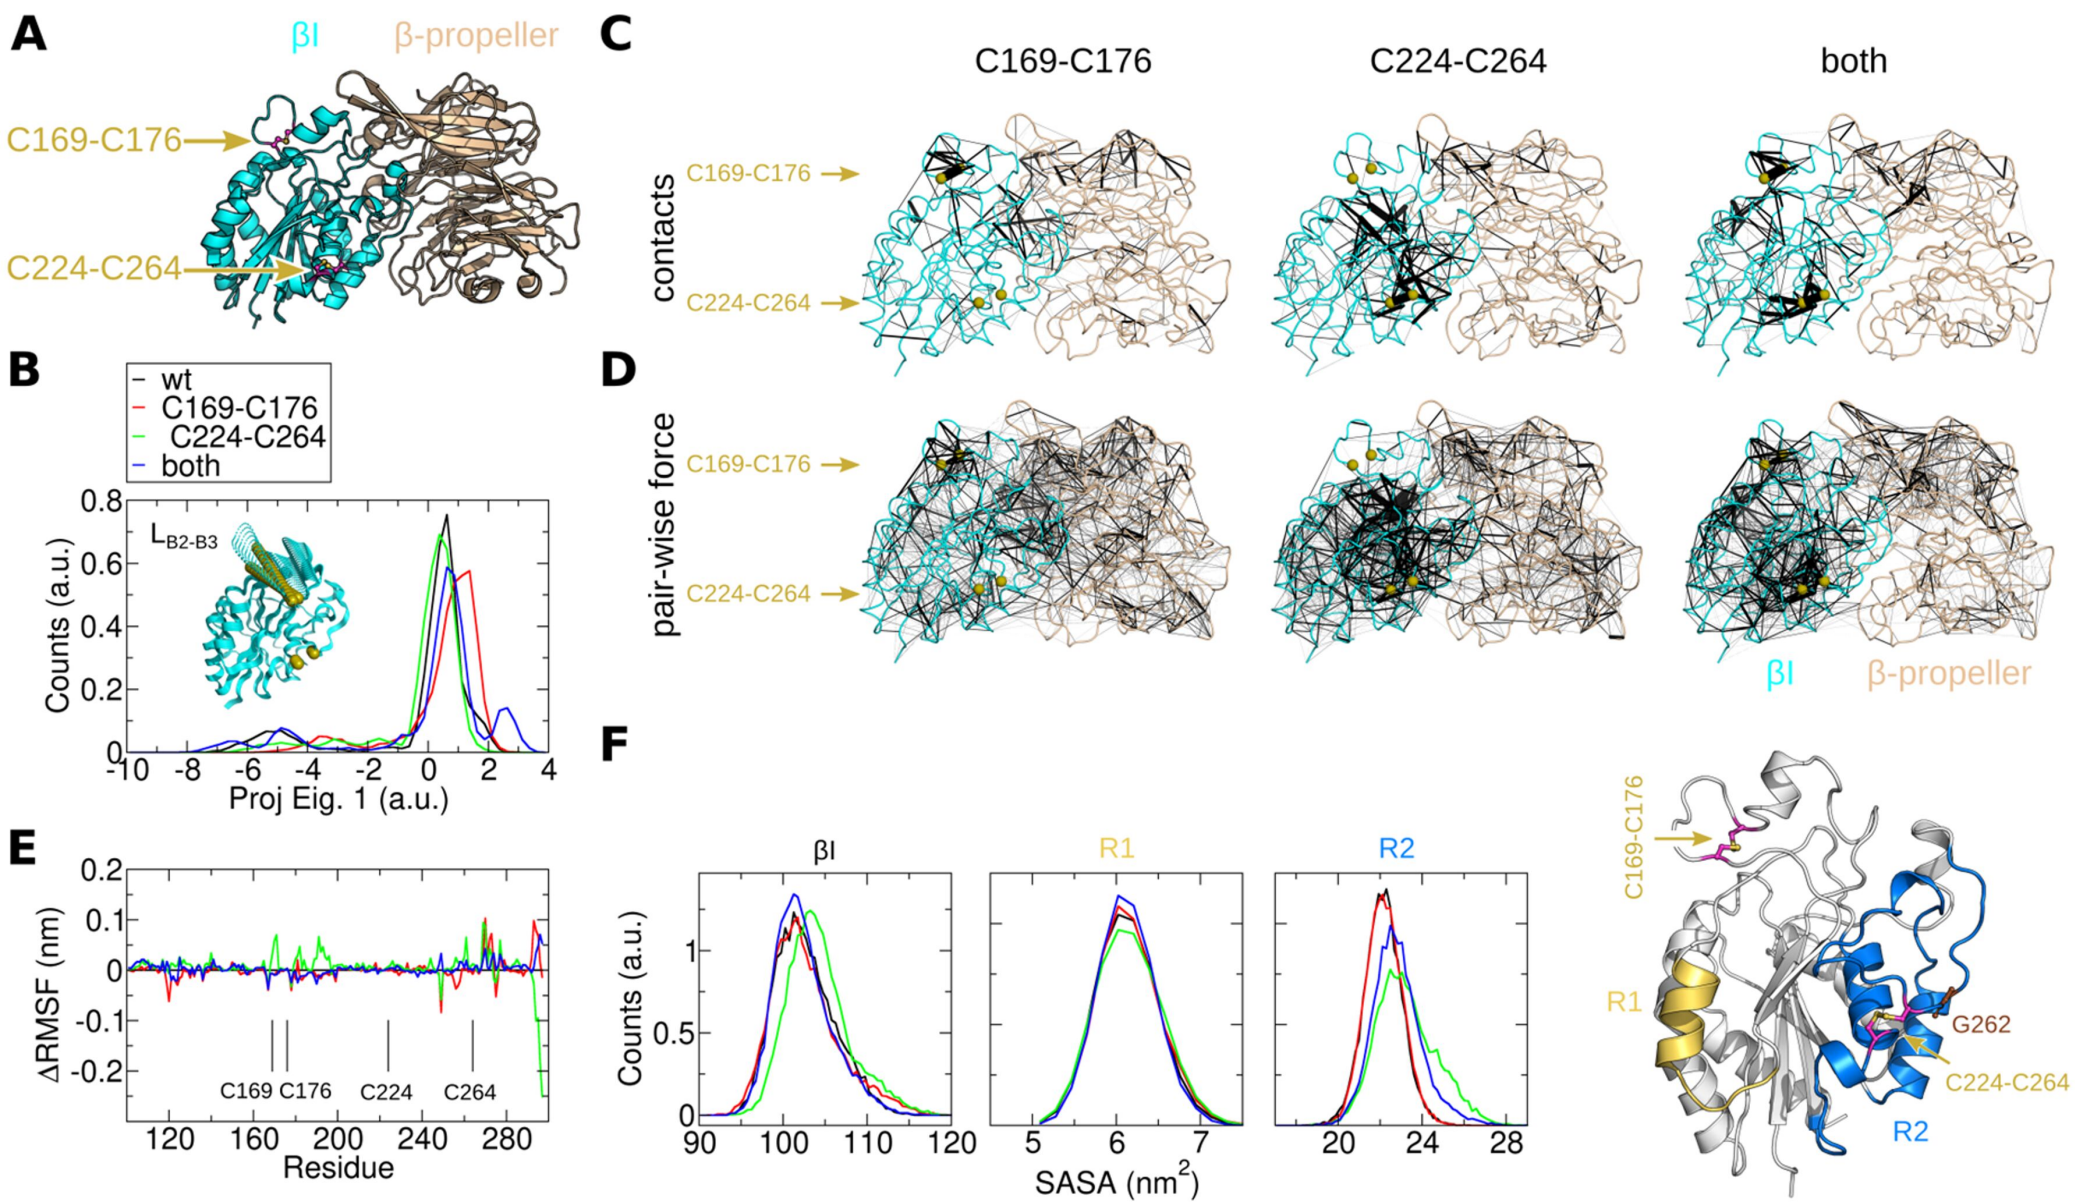 A
βI
β-propeller
C169-C176
C224-C264
B
wt
C169-C176
C224-C264
both
0.8
0.6
0.4
0.2
0
Counts (a.u.)
L_B2-B3
-10 -8 -6 -4 -2 0 2 4
Proj Eig. 1 (a.u.)
C
C169-C176 C224-C264 both
contacts
C169-C176
C224-C264
D
pair-wise force
C169-C176
C224-C264
βI β-propeller
E
0.2
0.1
0
-0.1
-0.2
ΔRMSF (nm)
C169 C176 C224 C264
120 160 200 240 280
Residue
F
βI R1 R2
Counts (a.u.)
1
0.5
0
90 100 110 120
5 6 7
20 24 28
SASA (nm²)
C169-C176
R1
G262
C224-C264
R2